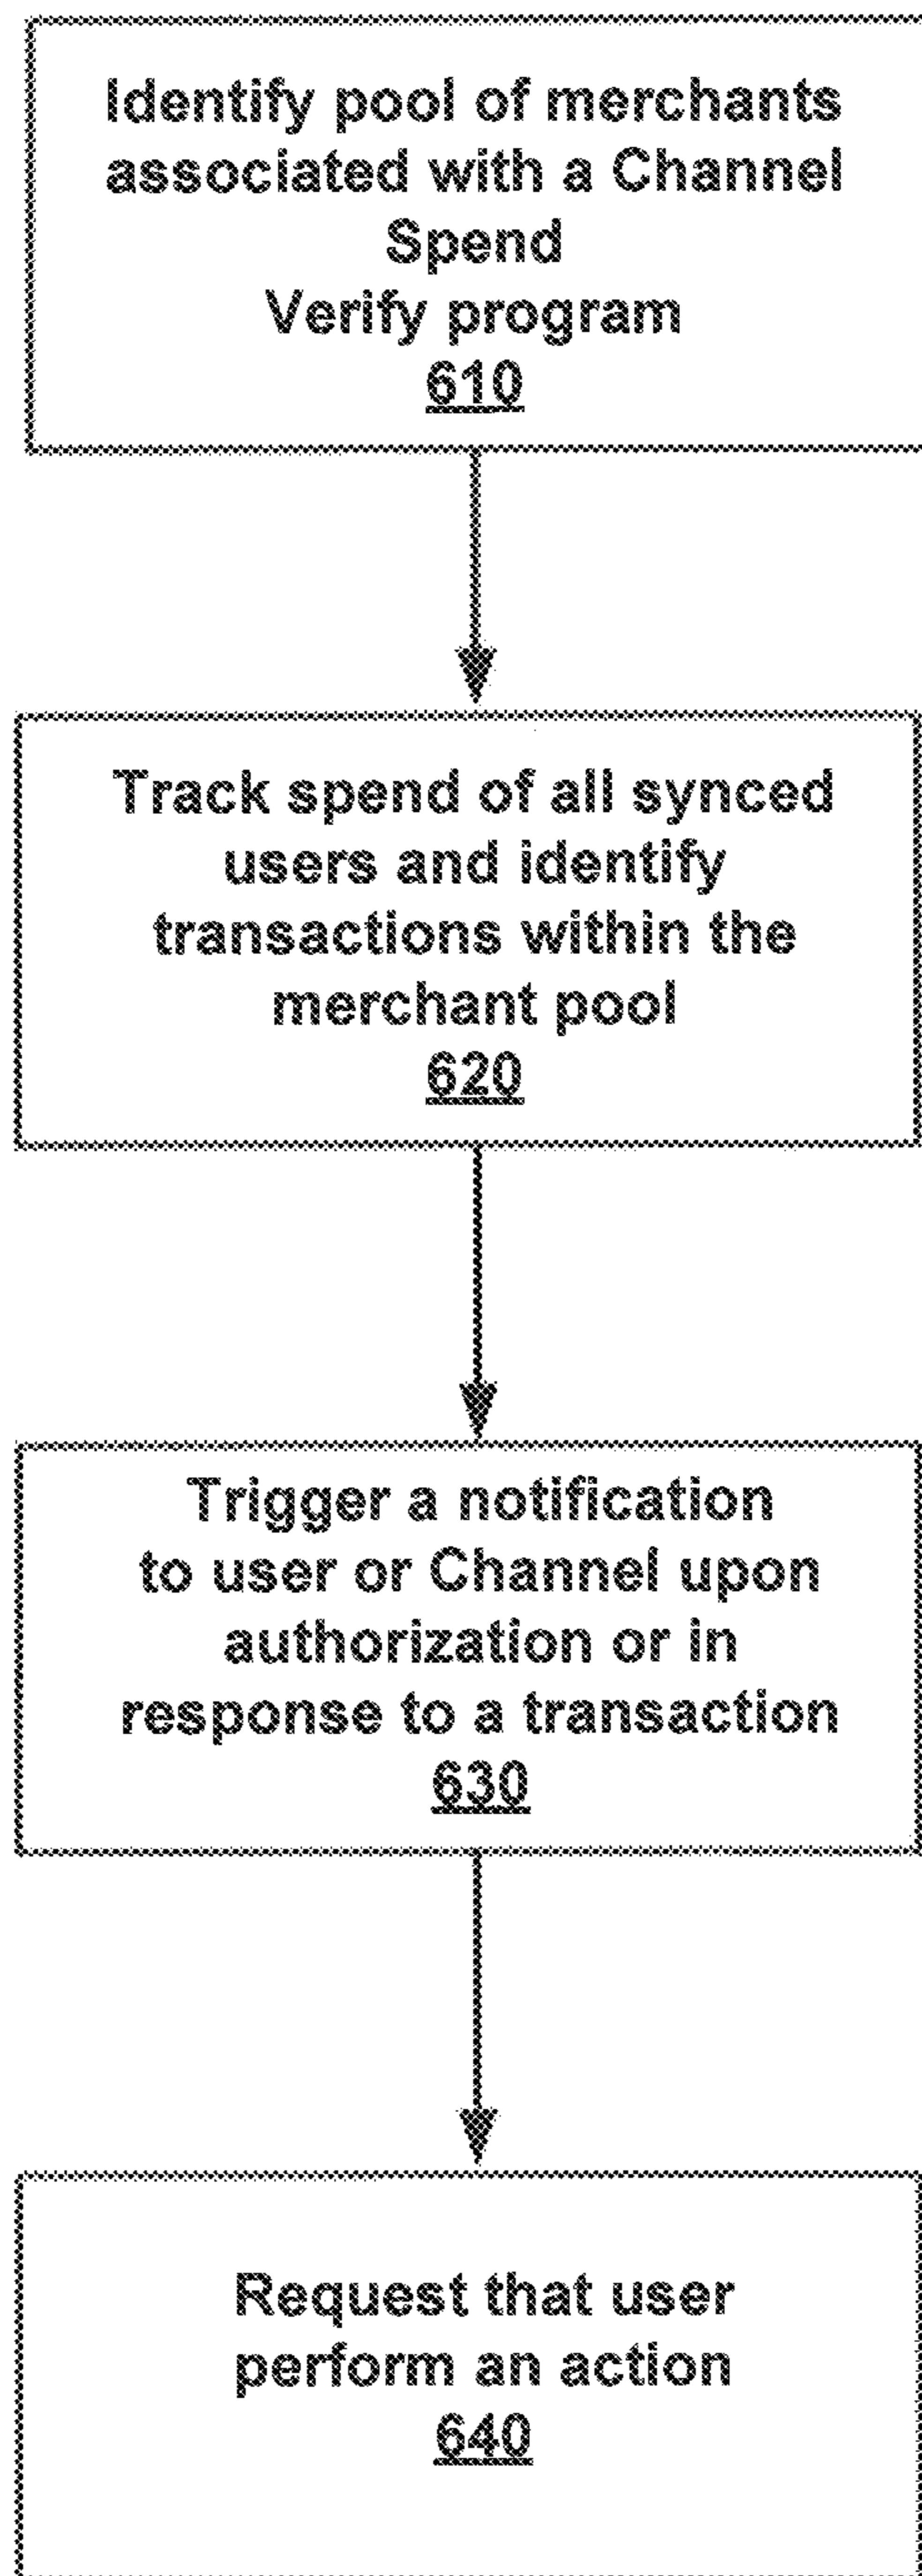 Identify pool of merchants
associated with a Channel
Spend
Verify program
610
Track spend of all synced
users and identify
transactions within the
merchant pool
620
Trigger a notification
to user or Channel upon
authorization or in
response to a transaction
630
Request that user
perform an action
640